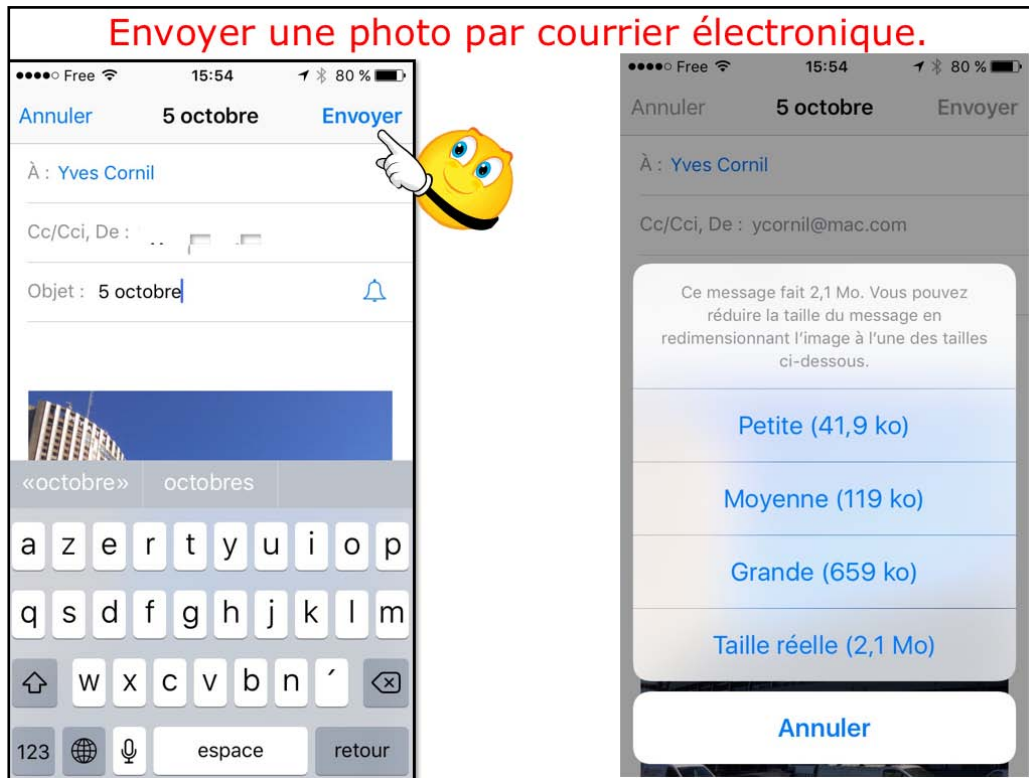 Envoyer une photo par courrier électronique.
Free 15:54 80 %
Annuler 5 octobre Envoyer
À : Yves Cornil
Cc/Cci, De :
Objet : 5 octobre
«octobre» octobres
a z e r t y u i o p
q s d f g h j k l m
w x c v b n ´
123 espace retour
Free 15:54 80 %
Annuler 5 octobre Envoyer
À : Yves Cornil
Cc/Cci, De : ycornil@mac.com
Ce message fait 2,1 Mo. Vous pouvez
réduire la taille du message en
redimensionnant l'image à l'une des tailles
ci-dessous.
Petite (41,9 ko)
Moyenne (119 ko)
Grande (659 ko)
Taille réelle (2,1 Mo)
Annuler